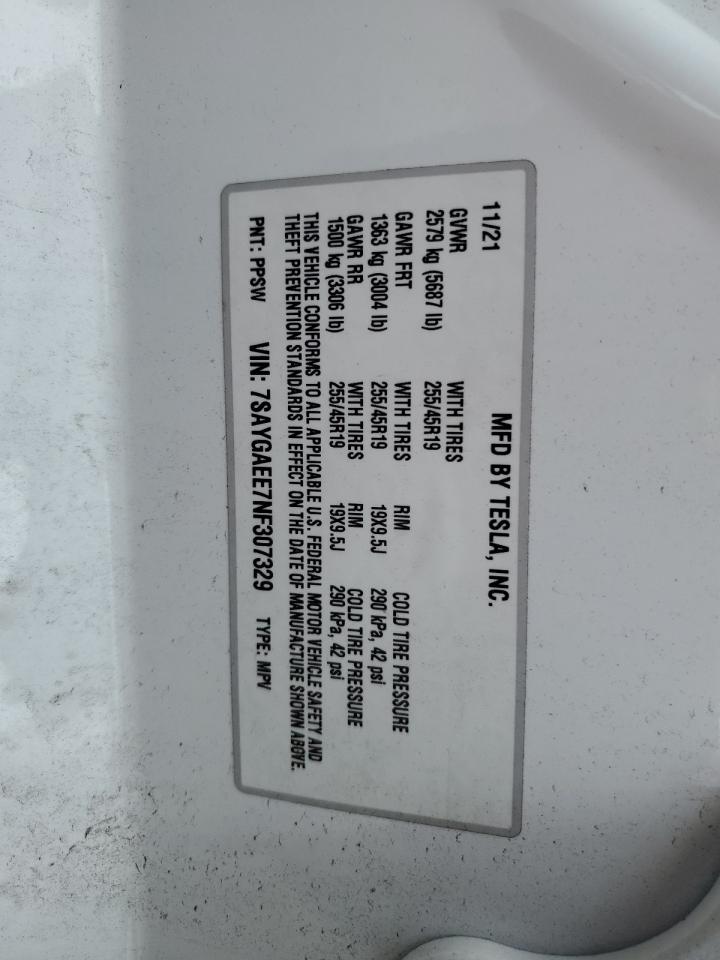 MFD BY TESLA, INC.
11/21
GVWR WITH TIRES
2579 kg (5687 lb) 255/45R19
GAWR FRT WITH TIRES RIM COLD TIRE PRESSURE
1363 kg (3004 lb) 255/45R19 19X9.5J 290 kPa, 42 psi
GAWR RR WITH TIRES RIM COLD TIRE PRESSURE
1500 kg (3306 lb) 255/45R19 19X9.5J 290 kPa, 42 psi
THIS VEHICLE CONFORMS TO ALL APPLICABLE U.S. FEDERAL MOTOR VEHICLE SAFETY AND
THEFT PREVENTION STANDARDS IN EFFECT ON THE DATE OF MANUFACTURE SHOWN ABOVE.
PNT: PPSW VIN: 7SAYGAEE7NF307329 TYPE: MPV